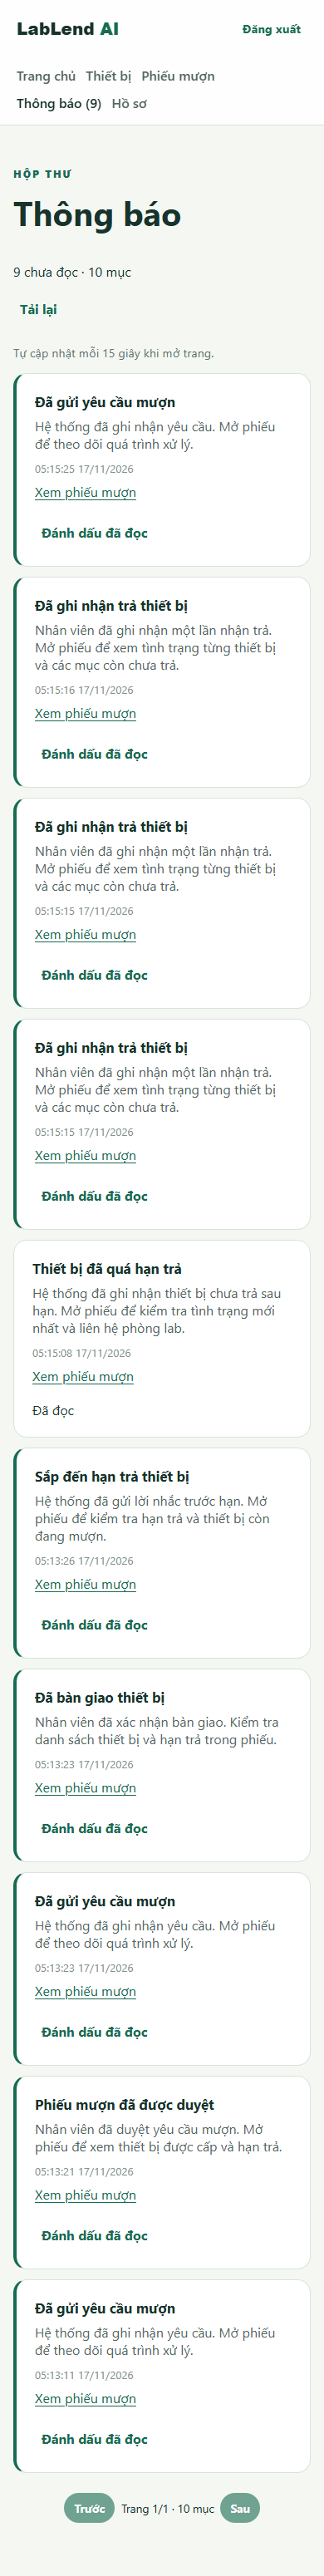 LabLend AI
Đăng xuất
Trang chủ Thiết bị Phiếu mượn
Thông báo (9) Hồ sơ
HỘP THƯ
Thông báo
9 chưa đọc · 10 mục
Tải lại
Tự cập nhật mỗi 15 giây khi mở trang.
Đã gửi yêu cầu mượn
Hệ thống đã ghi nhận yêu cầu. Mở phiếu
để theo dõi quá trình xử lý.
05:15:25 17/11/2026
Xem phiếu mượn
Đánh dấu đã đọc
Đã ghi nhận trả thiết bị
Nhân viên đã ghi nhận một lần nhận trả.
Mở phiếu để xem tình trạng từng thiết bị
và các mục còn chưa trả.
05:15:16 17/11/2026
Xem phiếu mượn
Đánh dấu đã đọc
Đã ghi nhận trả thiết bị
Nhân viên đã ghi nhận một lần nhận trả.
Mở phiếu để xem tình trạng từng thiết bị
và các mục còn chưa trả.
05:15:15 17/11/2026
Xem phiếu mượn
Đánh dấu đã đọc
Đã ghi nhận trả thiết bị
Nhân viên đã ghi nhận một lần nhận trả.
Mở phiếu để xem tình trạng từng thiết bị
và các mục còn chưa trả.
05:15:15 17/11/2026
Xem phiếu mượn
Đánh dấu đã đọc
Thiết bị đã quá hạn trả
Hệ thống đã ghi nhận thiết bị chưa trả sau
hạn. Mở phiếu để kiểm tra tình trạng mới
nhất và liên hệ phòng lab.
05:15:08 17/11/2026
Xem phiếu mượn
Đã đọc
Sắp đến hạn trả thiết bị
Hệ thống đã gửi lời nhắc trước hạn. Mở
phiếu để kiểm tra hạn trả và thiết bị còn
đang mượn.
05:13:26 17/11/2026
Xem phiếu mượn
Đánh dấu đã đọc
Đã bàn giao thiết bị
Nhân viên đã xác nhận bàn giao. Kiểm tra
danh sách thiết bị và hạn trả trong phiếu.
05:13:23 17/11/2026
Xem phiếu mượn
Đánh dấu đã đọc
Đã gửi yêu cầu mượn
Hệ thống đã ghi nhận yêu cầu. Mở phiếu
để theo dõi quá trình xử lý.
05:13:23 17/11/2026
Xem phiếu mượn
Đánh dấu đã đọc
Phiếu mượn đã được duyệt
Nhân viên đã duyệt yêu cầu mượn. Mở
phiếu để xem thiết bị được cấp và hạn trả.
05:13:21 17/11/2026
Xem phiếu mượn
Đánh dấu đã đọc
Đã gửi yêu cầu mượn
Hệ thống đã ghi nhận yêu cầu. Mở phiếu
để theo dõi quá trình xử lý.
05:13:11 17/11/2026
Xem phiếu mượn
Đánh dấu đã đọc
Trước Trang 1/1 · 10 mục Sau